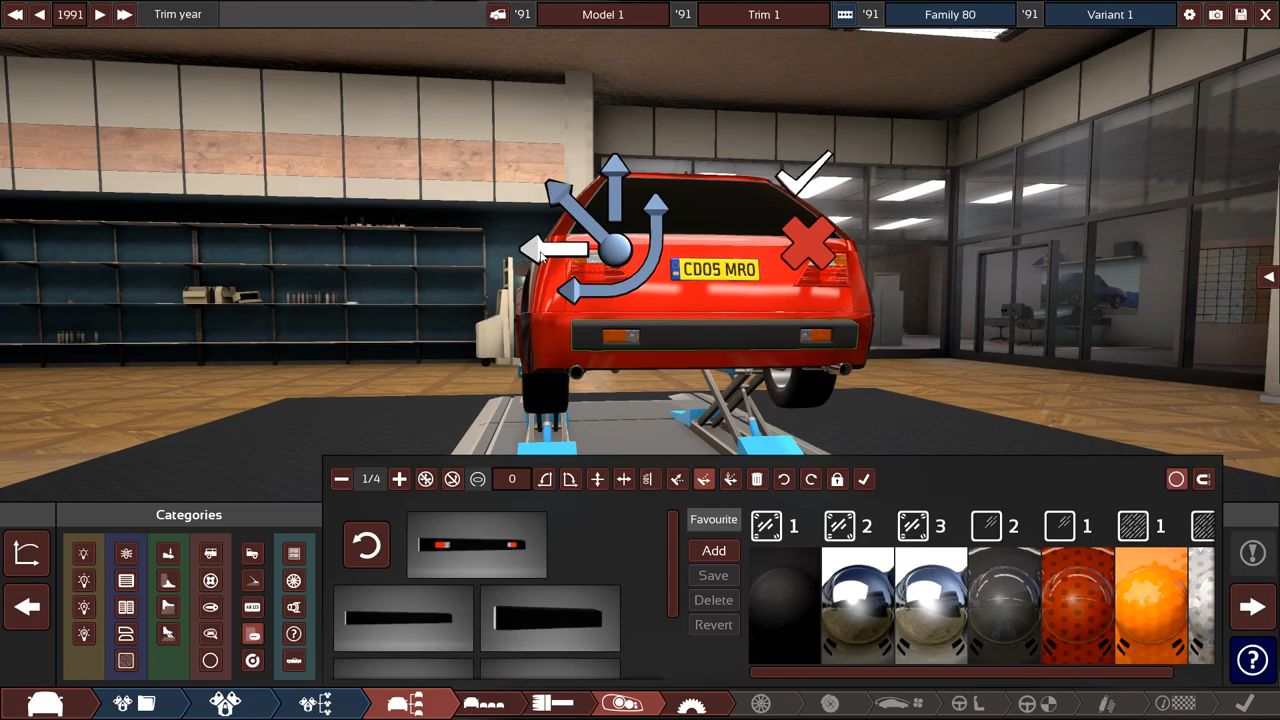 1991
Trim year
'91
Model 1
'91
Trim 1
'91
Family 80
'91
Variant 1
CD05 MRO
1/4
0
Categories
Favourite
Add
Save
Delete
Revert
1
2
3
2
1
1
?
?